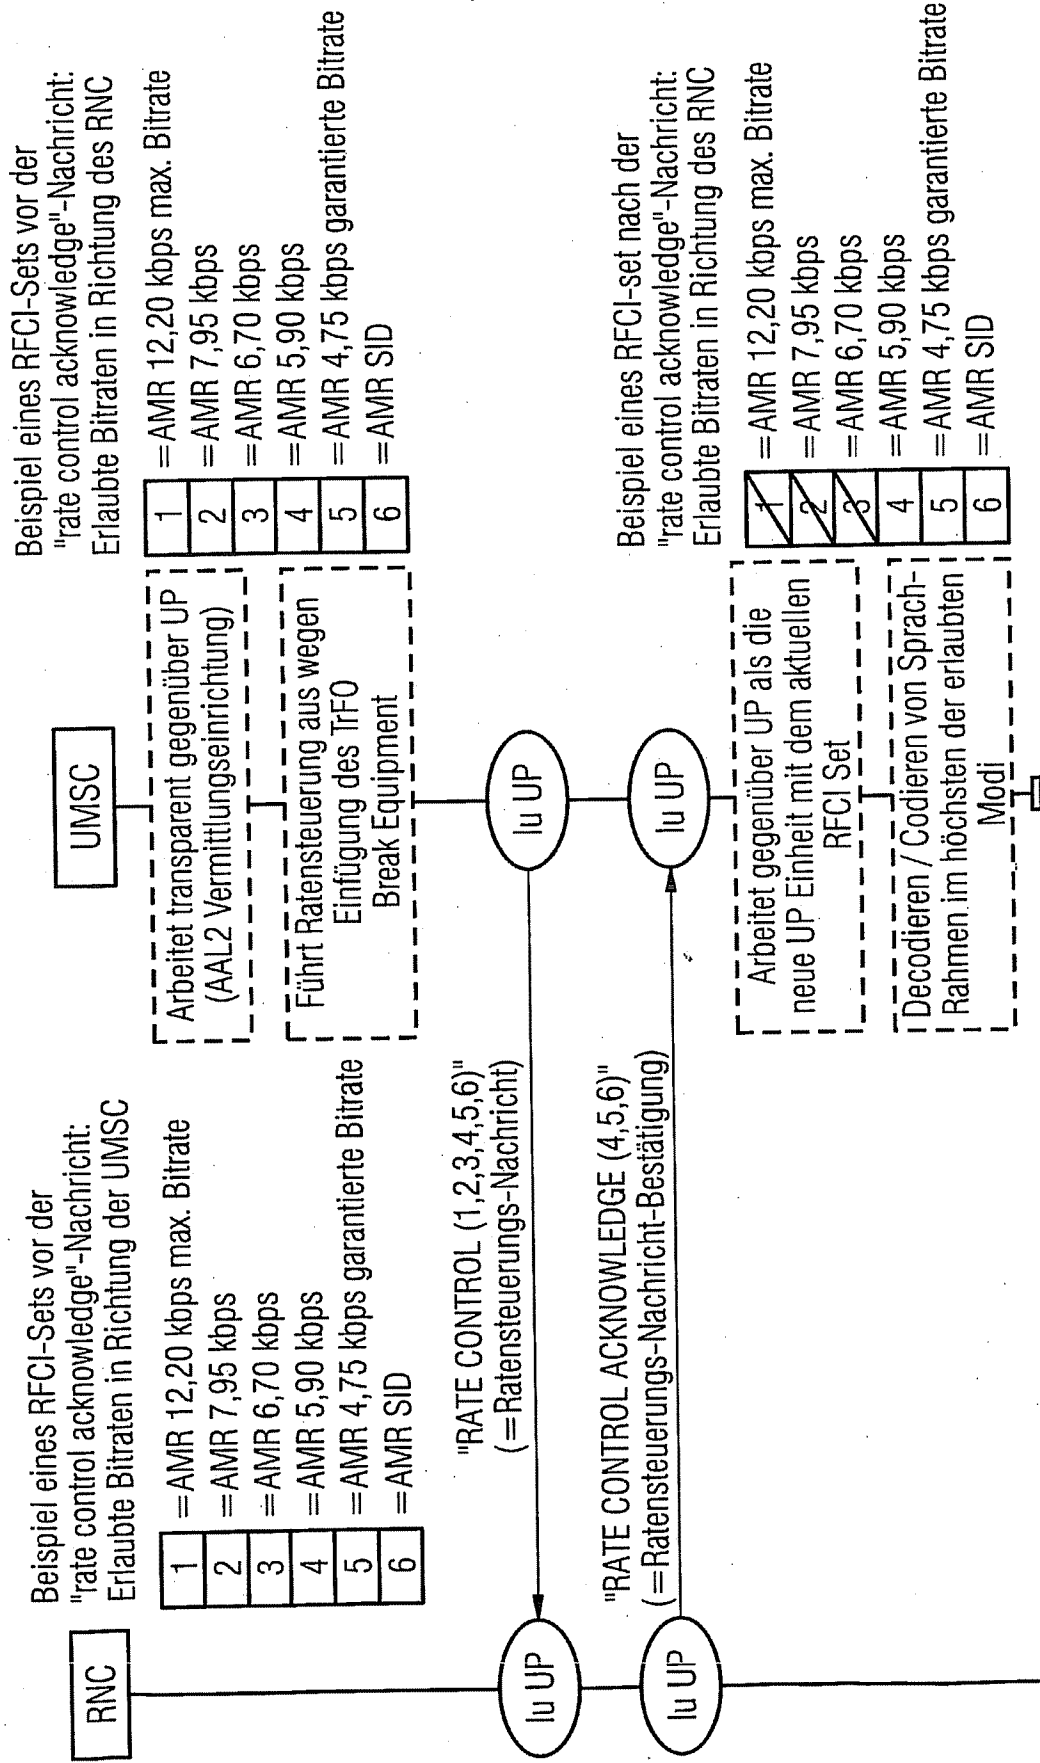 RNC
Beispiel eines RFCI-Sets vor der
"rate control acknowledge"-Nachricht:
Erlaubte Bitraten in Richtung der UMSC
1 =AMR 12,20 kbps max. Bitrate
2 =AMR 7,95 kbps
3 =AMR 6,70 kbps
4 =AMR 5,90 kbps
5 =AMR 4,75 kbps garantierte Bitrate
6 =AMR SID
UMSC
Arbeitet transparent gegenüber UP
(AAL2 Vermittlungseinrichtung)
Führt Ratensteuerung aus wegen
Einfügung des TrFO
Break Equipment
Beispiel eines RFCI-Sets vor der
"rate control acknowledge"-Nachricht:
Erlaubte Bitraten in Richtung des RNC
1 =AMR 12,20 kbps max. Bitrate
2 =AMR 7,95 kbps
3 =AMR 6,70 kbps
4 =AMR 5,90 kbps
5 =AMR 4,75 kbps garantierte Bitrate
6 =AMR SID
Iu UP
"RATE CONTROL (1,2,3,4,5,6)"
(=Ratensteuerungs-Nachricht)
Iu UP
Iu UP
"RATE CONTROL ACKNOWLEDGE (4,5,6)"
(=Ratensteuerungs-Nachricht-Bestätigung)
Iu UP
Arbeitet gegenüber UP als die
neue UP Einheit mit dem aktuellen
RFCI Set
Decodieren / Codieren von Sprach-
Rahmen im höchsten der erlaubten
Modi
Beispiel eines RFCI-set nach der
"rate control acknowledge"-Nachricht:
Erlaubte Bitraten in Richtung des RNC
1 =AMR 12,20 kbps max. Bitrate
2 =AMR 7,95 kbps
3 =AMR 6,70 kbps
4 =AMR 5,90 kbps
5 =AMR 4,75 kbps garantierte Bitrate
6 =AMR SID